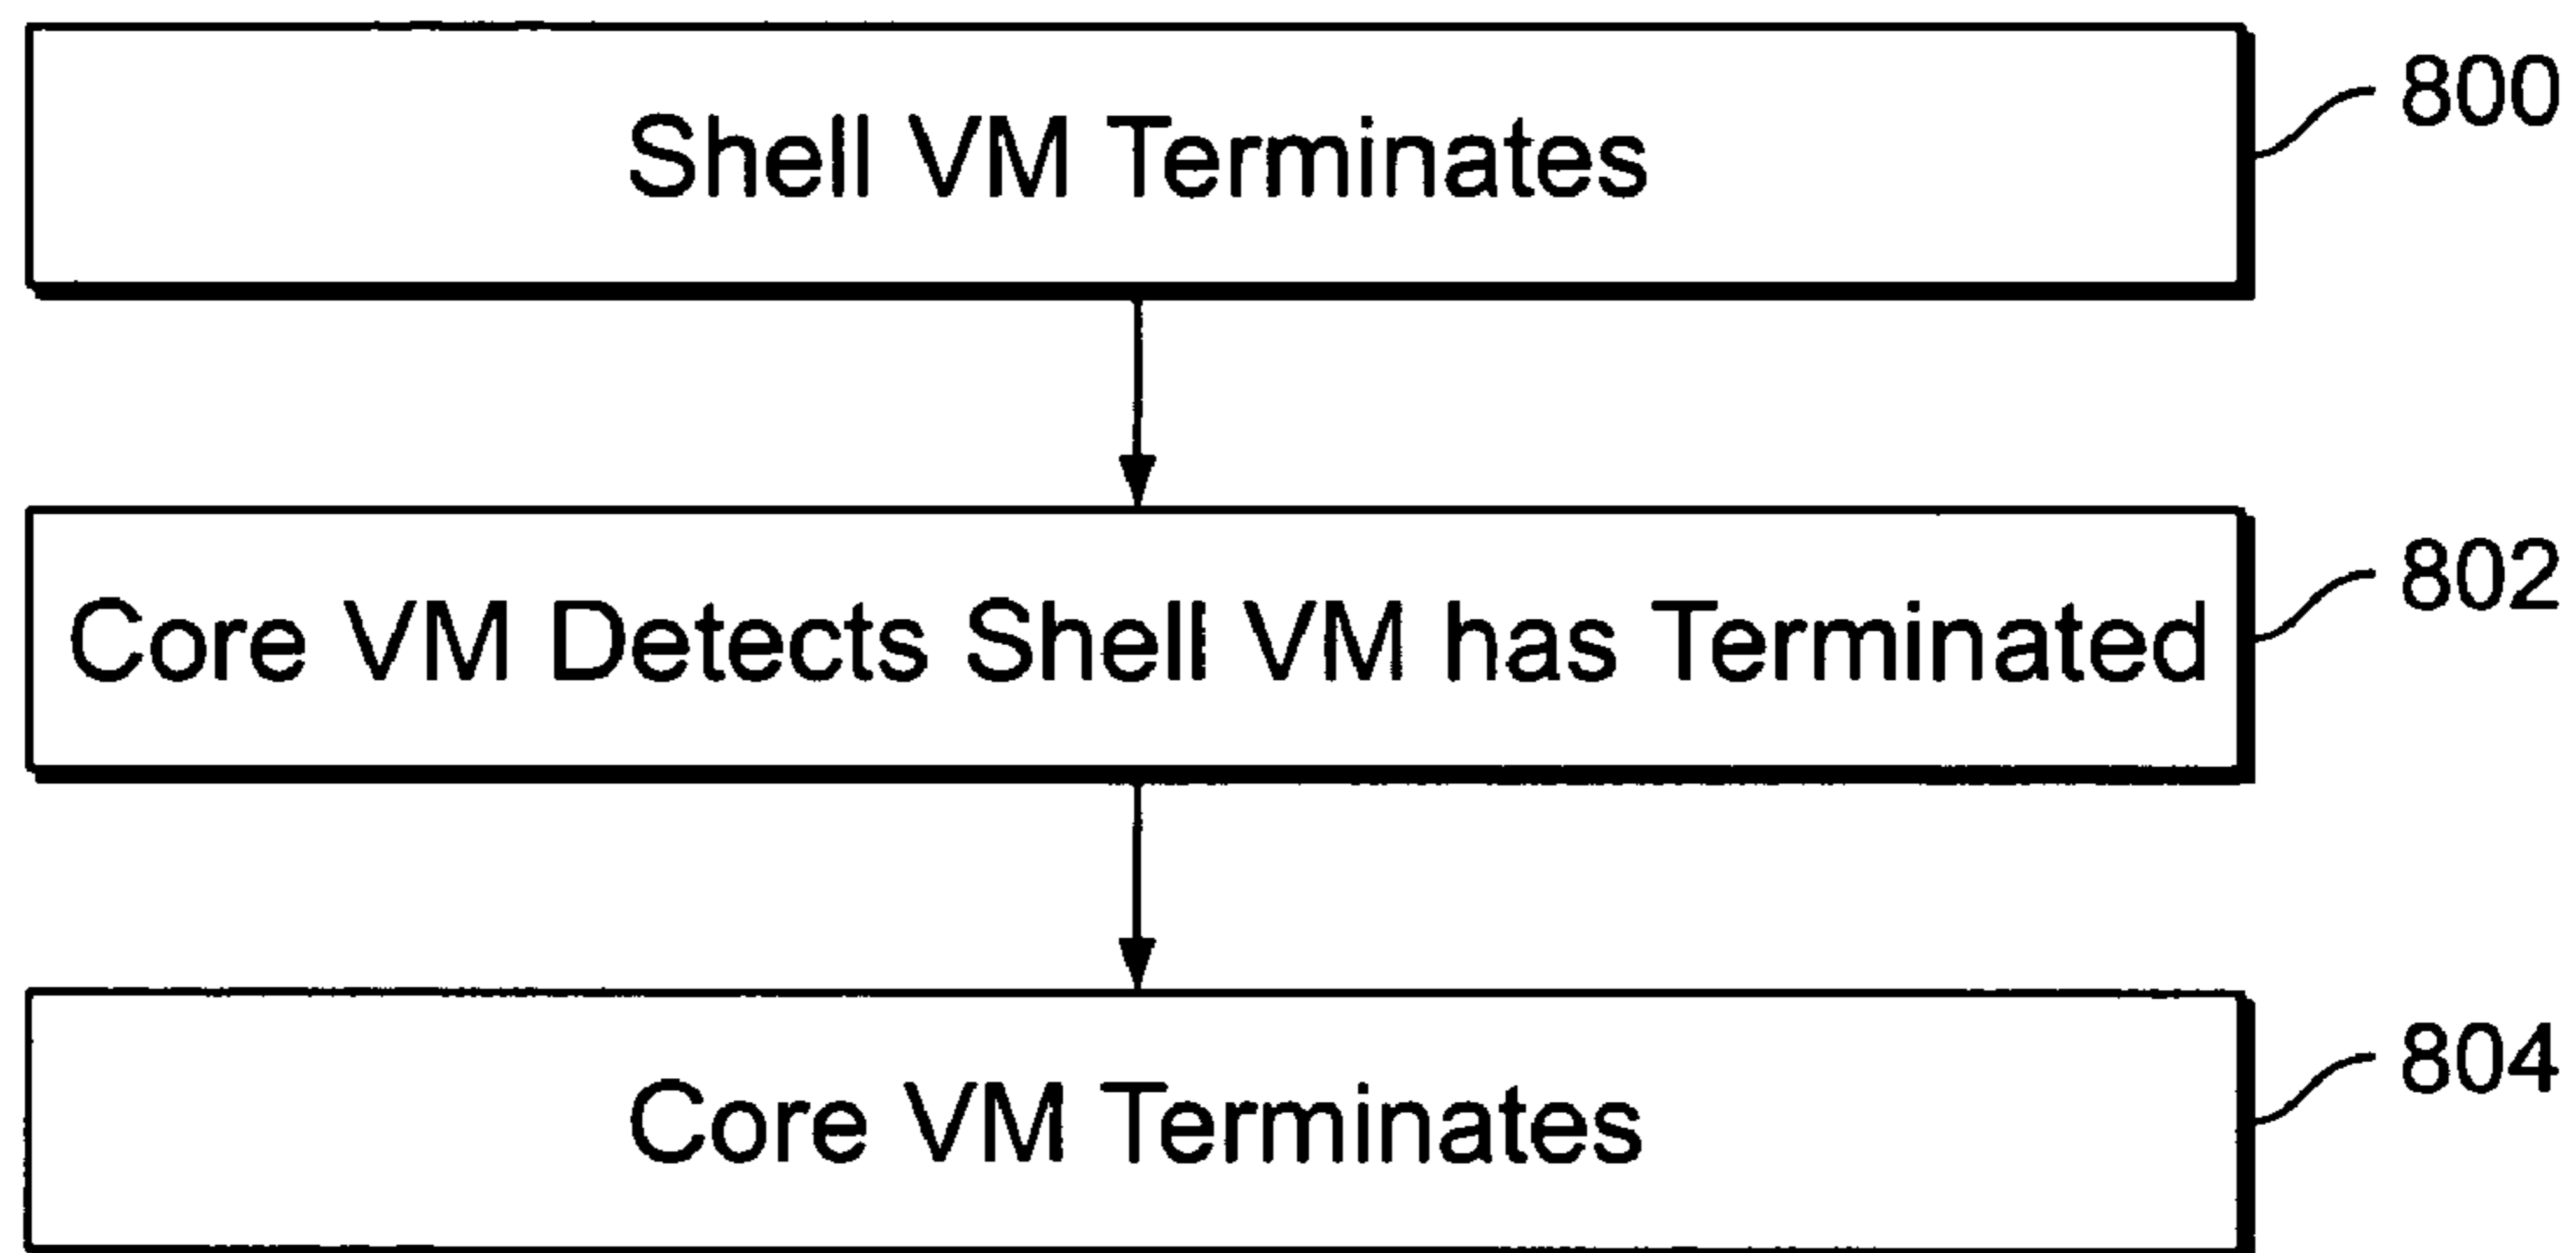 Shell VM Terminates
800
Core VM Detects Shell VM has Terminated
802
Core VM Terminates
804